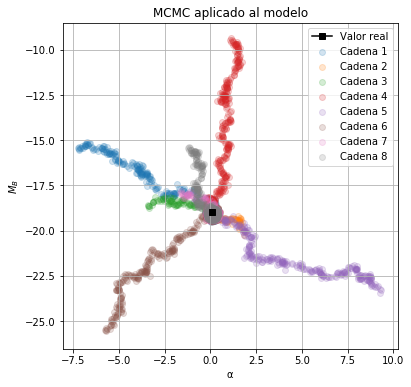 MCMC aplicado al modelo
Valor real
Cadena 1
Cadena 2
Cadena 3
Cadena 4
Cadena 5
Cadena 6
Cadena 7
Cadena 8
M_B
−10.0
−12.5
−15.0
−17.5
−20.0
−22.5
−25.0
−7.5 −5.0 −2.5 0.0 2.5 5.0 7.5 10.0
α